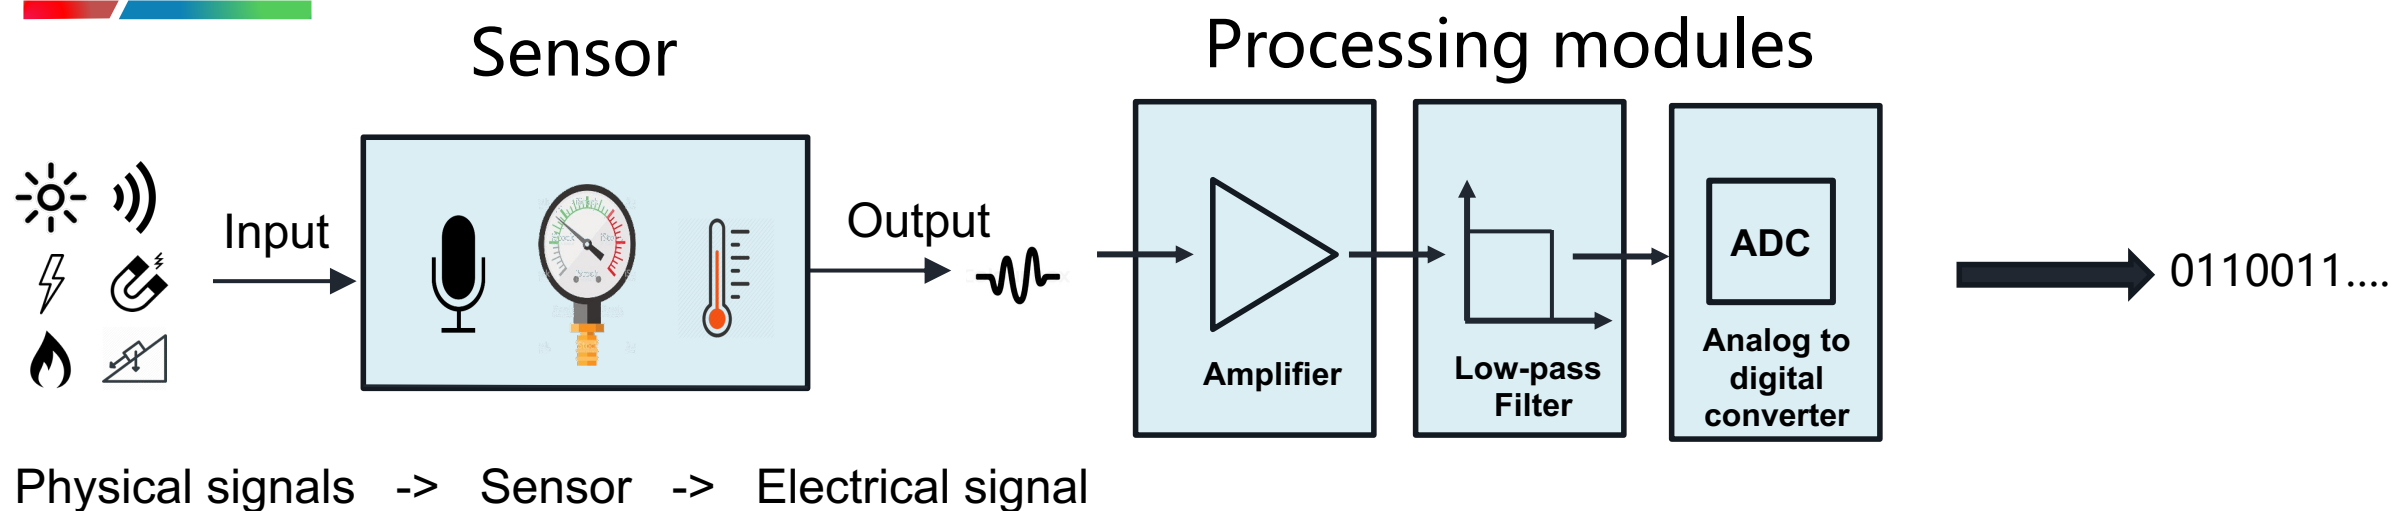 Sensor
Processing modules
Input
Output
Amplifier
Low-pass
Filter
ADC
Analog to
digital
converter
0110011....
Physical signals -> Sensor -> Electrical signal